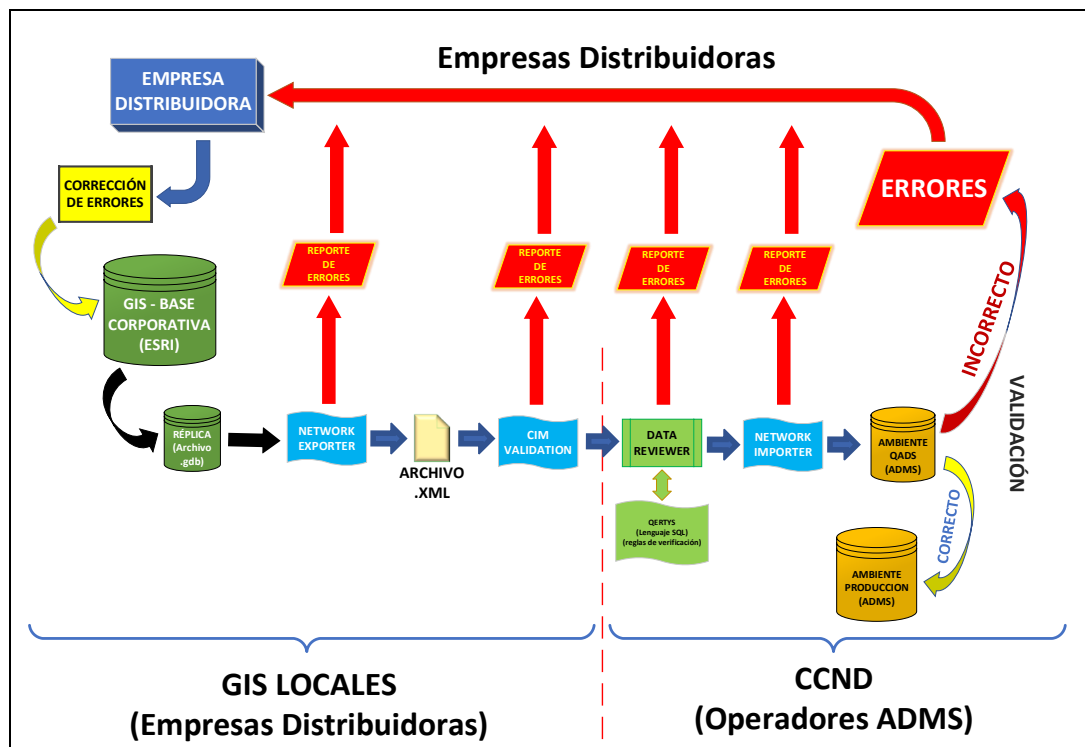 Empresas Distribuidoras
EMPRESA
DISTRIBUIDORA
CORRECCIÓN
DE ERRORES
GIS - BASE
CORPORATIVA
(ESRI)
RÉPLICA
(Archivo
.gdb)
NETWORK
EXPORTER
ARCHIVO
.XML
CIM
VALIDATION
DATA
REVIEWER
QERTYS
(Lenguaje SQL)
(reglas de verificación)
NETWORK
IMPORTER
AMBIENTE
QADS
(ADMS)
AMBIENTE
PRODUCCION
(ADMS)
REPORTE
DE
ERRORES
REPORTE
DE
ERRORES
REPORTE
DE
ERRORES
REPORTE
DE
ERRORES
ERRORES
INCORRECTO
VALIDACIÓN
CORRECTO
GIS LOCALES
(Empresas Distribuidoras)
CCND
(Operadores ADMS)